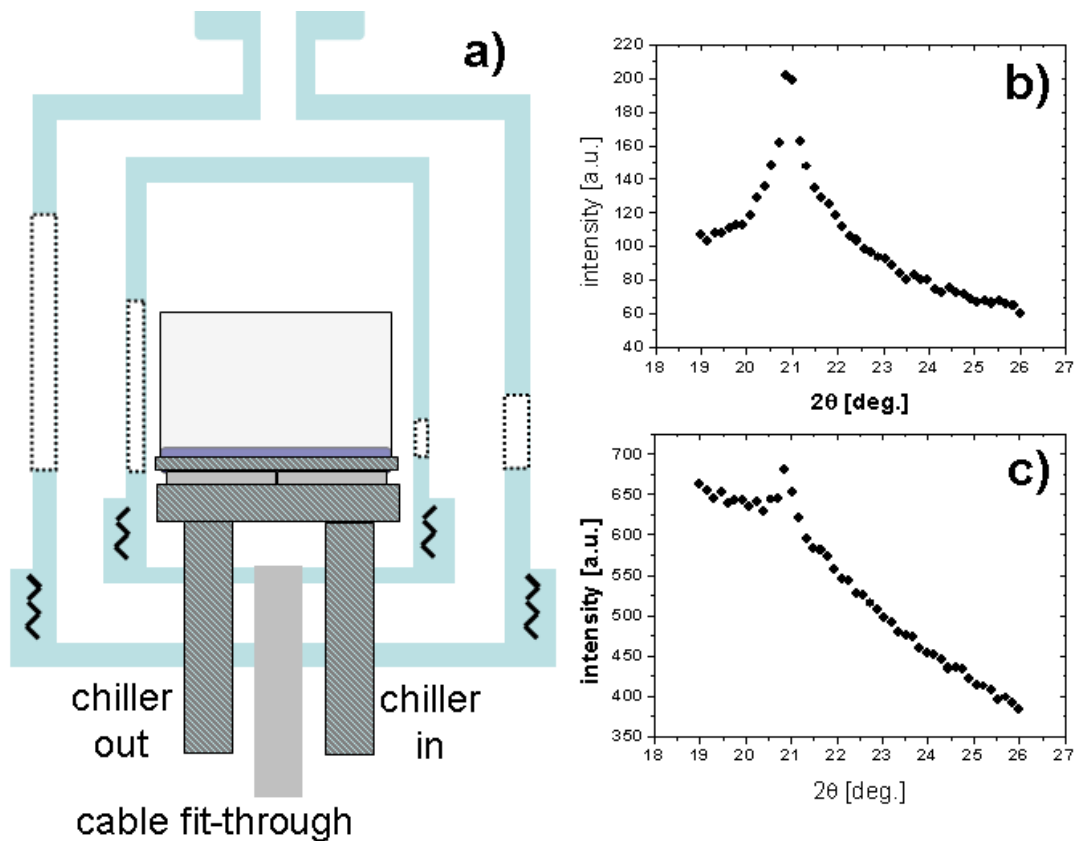 a)
chiller
out
chiller
in
cable fit-through
b)
220
200
180
160
140
120
100
80
60
40
intensity [a.u.]
18 19 20 21 22 23 24 25 26 27
2θ [deg.]
c)
700
650
600
550
500
450
400
350
intensity [a.u.]
18 19 20 21 22 23 24 25 26 27
2θ [deg.]